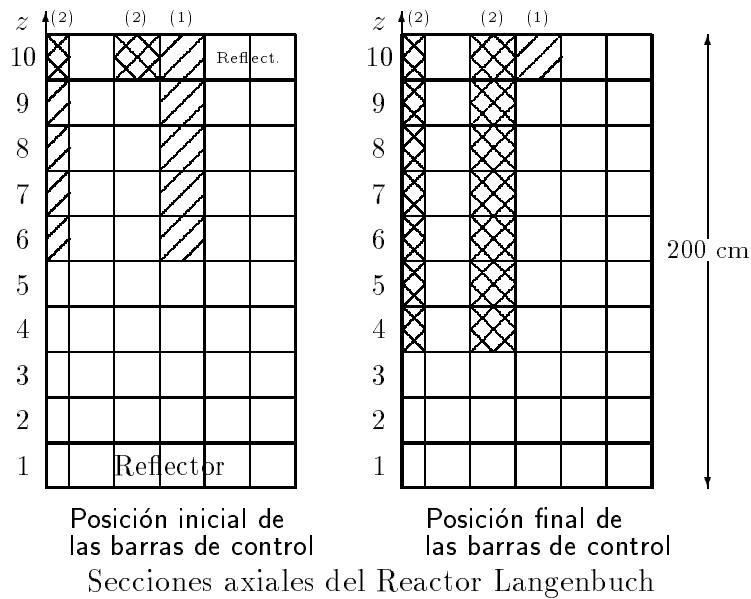 z (2) (2) (1)
10 Reflect.
9
8
7
6
5
4
3
2
1 Reflector
Posición inicial de
las barras de control
z (2) (2) (1)
10
9
8
7
6
5
4
3
2
1
200 cm
Posición final de
las barras de control
Secciones axiales del Reactor Langenbuch